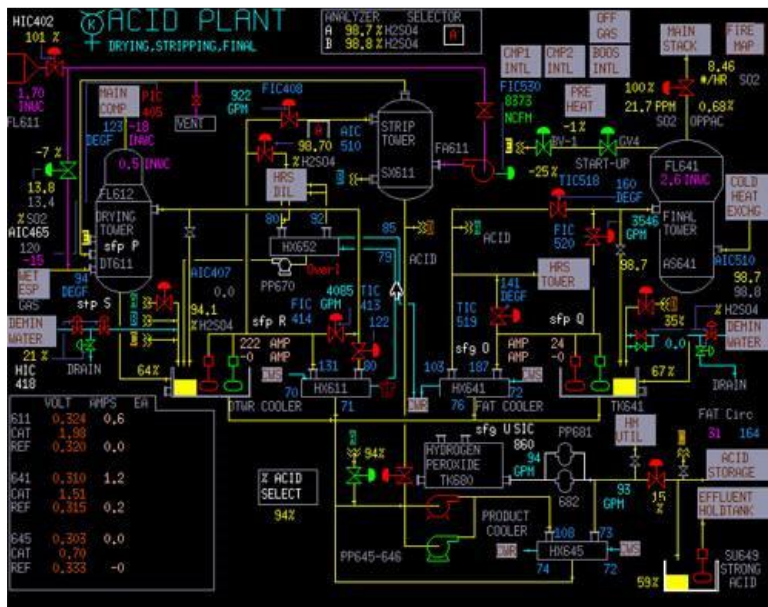 HIC402
101 %
ACID PLANT
DRYING,STRIPPING,FINAL
ANALYZER SELECTOR
A 98.7 %H2SO4
B 98.8 %H2SO4
A
OFF GAS
MAIN STACK
FIRE MAP
CMP1 INTL
CMP2 INTL
BOOS INTL
8.46 #/HR SO2
1.70 INWC
FL611
MAIN COMP
PIC 405
922 GPM
FIC408
FIC530
8373 NCFM
PRE HEAT
100%
21.7 PPM SO2
0.68% OPPAC
123 DEGF
-18 INWC
VENT
A
98.70 %H2SO4
AIC 510
STRIP TOWER
SX611
FA611
-1%
BV-1
GV4
START-UP
-25%
TIC518
160 DEGF
FL641
2.6 INWC
COLD HEAT EXCHG
-7 %
0.5 INWC
FL612
13.8
13.4
%SO2
AIC465
120
-15
DRYING TOWER
sfp P
DT611
HRS DIL
80
92
HX652
85
79
ACID
ACID
3546 GPM
FIC 520
FINAL TOWER
AS641
AIC510
98.7
98.8
%H2SO4
98.7
WET ESP
GAS
94 DEGF
AIC407
0.0
PP670
TIC 413
4085 GPM
FIC 414
122
HRS TOWER
141 DEGF
TIC 519
94.1 %H2SO4
sfp R
sfg O
sfp Q
35%
0.0
DEMIN WATER
DEMIN WATER
21 %
HIC 418
DRAIN
DRAIN
64%
222 AMP
-0 AMP
24 AMP
-0 AMP
67%
131
80
70
CWS
HX611
71
DTWR COOLER
CWR
103
187
HX641
72
CWS
76
FAT COOLER
TK641
VOLT AMPS EA
611 0.324 0.6
CAT 1.98
REF 0.320 0.0
641 0.310 1.2
CAT 1.51
REF 0.315 0.2
645 0.303 0.0
CAT 0.70
REF 0.333 -0
% ACID SELECT
94%
94%
sfg U SIC
860
HYDROGEN PEROXIDE
TK680
94 GPM
PP681
682
HM UTIL
FAT Circ
31 164
ACID STORAGE
93 GPM
15 %
EFFLUENT HOLDTANK
PRODUCT COOLER
PP645-646
CWR
108
73
HX645
CWS
74
72
59%
SU649
STRONG ACID